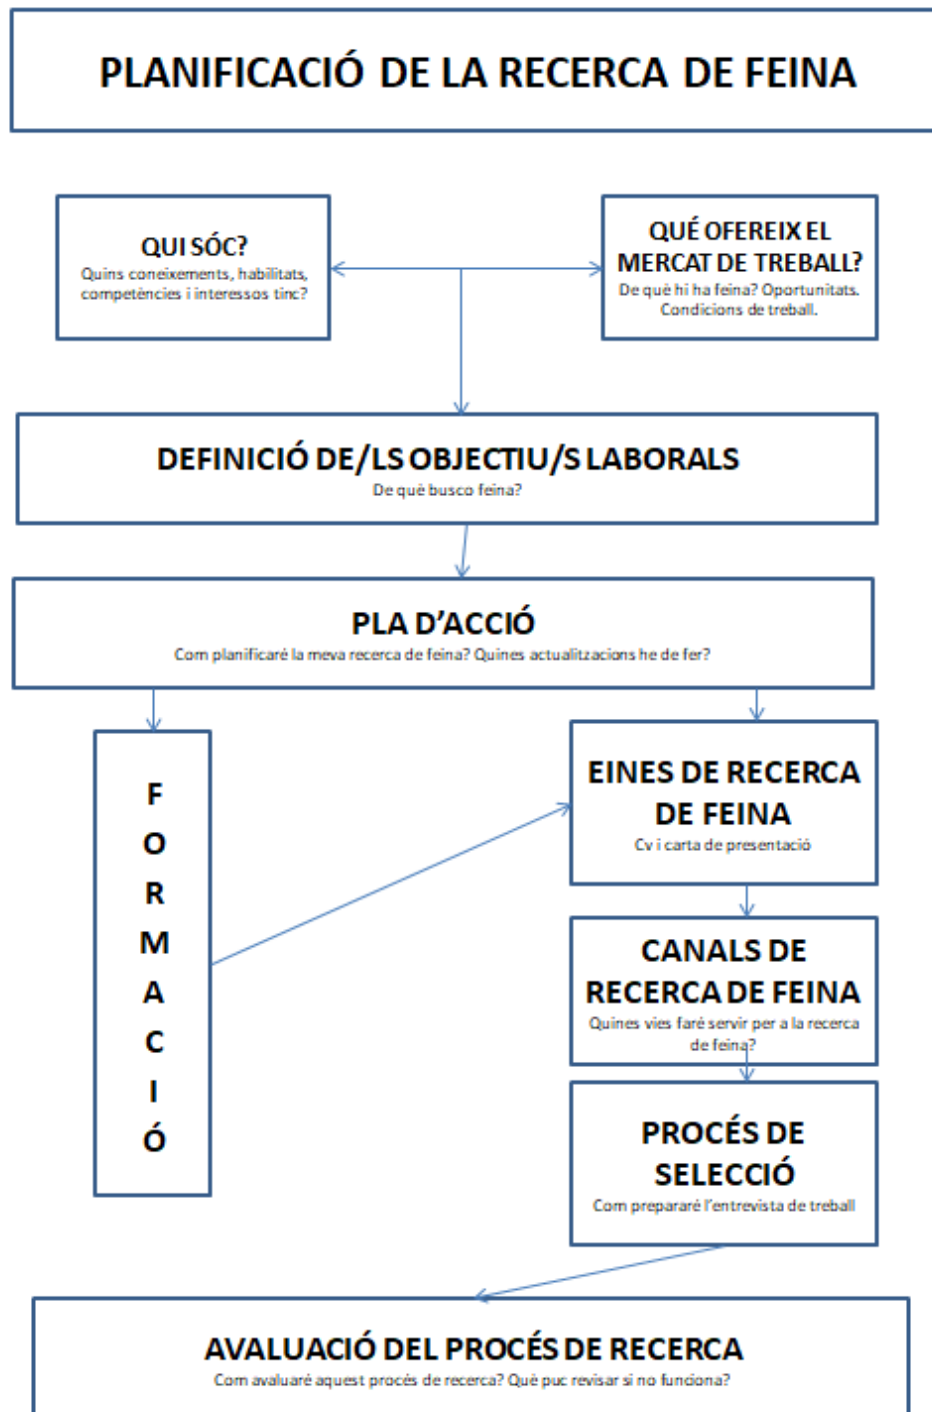 PLANIFICACIÓ DE LA RECERCA DE FEINA
QUI SÓC?
Quins coneixements, habilitats,
competències i interessos tinc?
QUÉ OFEREIX EL
MERCAT DE TREBALL?
De què hi ha feina? Oportunitats.
Condicions de treball.
DEFINICIÓ DE/LS OBJECTIU/S LABORALS
De què busco feina?
PLA D'ACCIÓ
Com planificaré la meva recerca de feina? Quines actualitzacions he de fer?
F
O
R
M
A
C
I
Ó
EINES DE RECERCA
DE FEINA
Cv i carta de presentació
CANALS DE
RECERCA DE FEINA
Quines vies faré servir per a la recerca
de feina?
PROCÉS DE
SELECCIÓ
Com prepararé l'entrevista de treball
AVALUACIÓ DEL PROCÉS DE RECERCA
Com avaluaré aquest procés de recerca? Què puc revisar si no funciona?